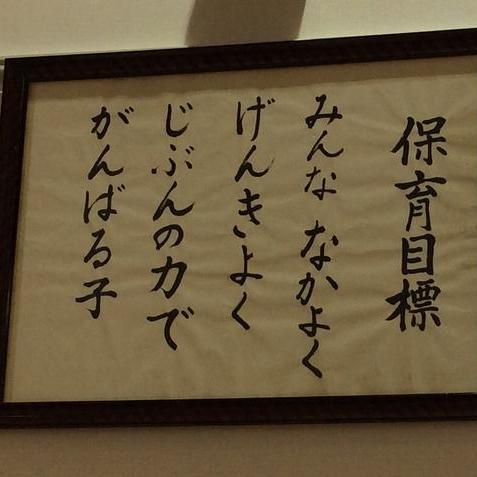 保育目標
みんな なかよく
げんきよく
じぶんの力で
がんばる子